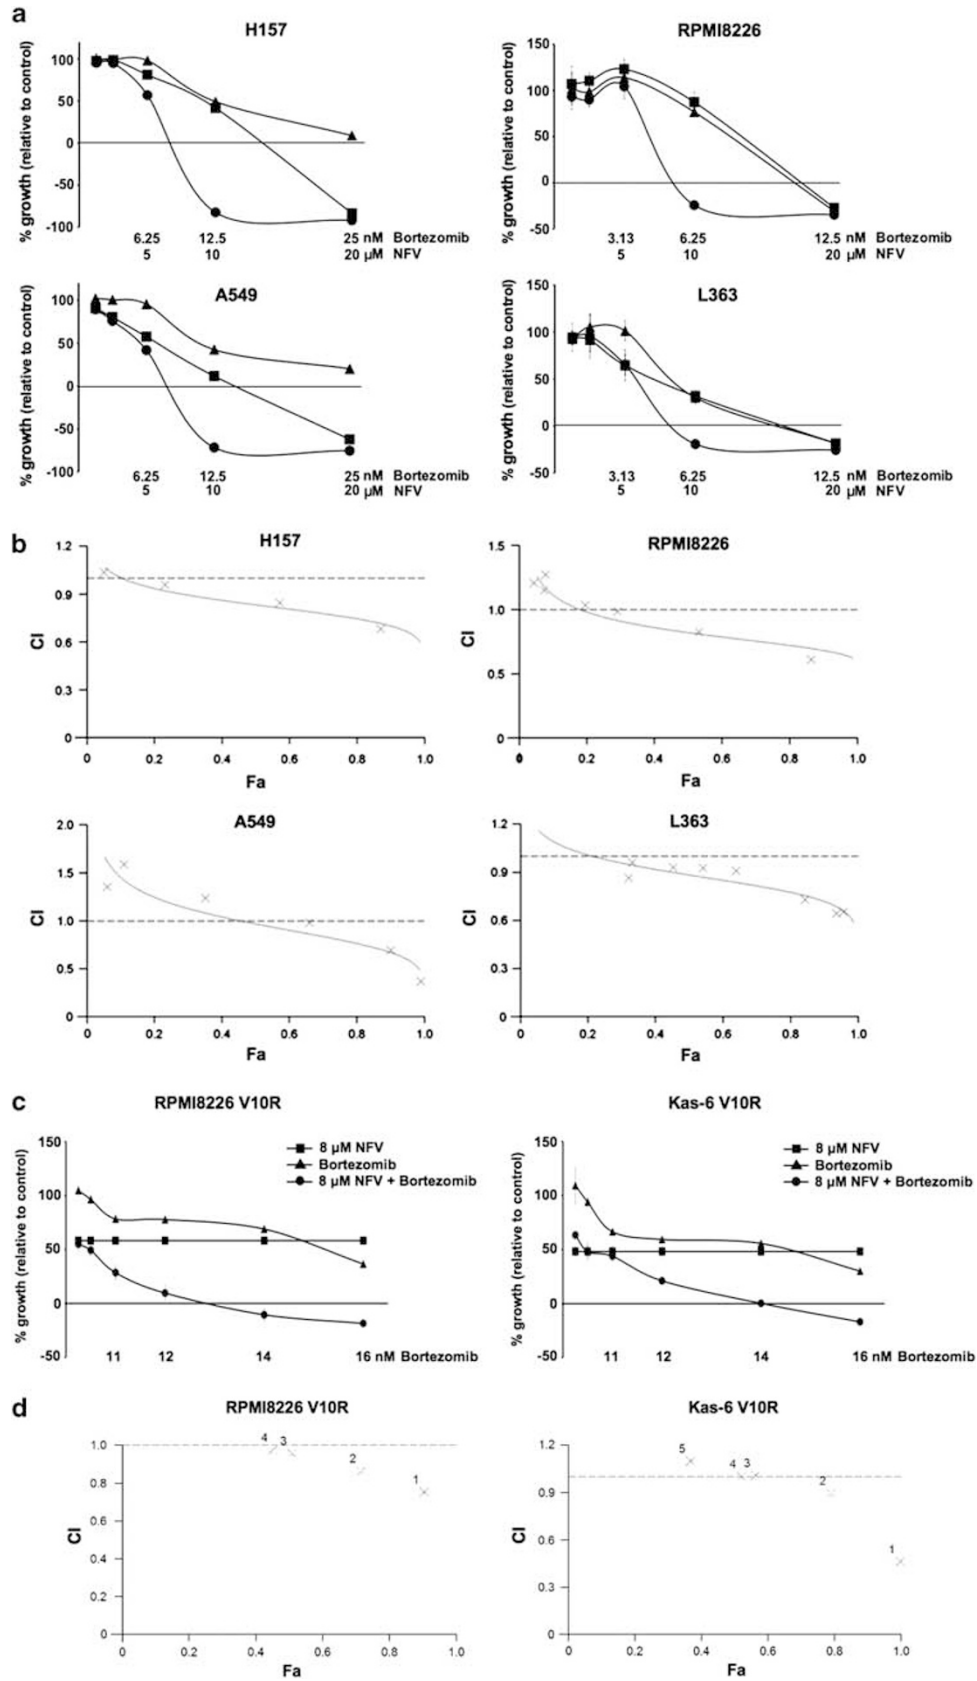 a
H157
RPMI8226
% growth (relative to control)
100
50
0
-50
-100
6.25 12.5 25 nM Bortezomib
5 10 20 µM NFV
% growth (relative to control)
150
100
50
0
-50
3.13 6.25 12.5 nM Bortezomib
5 10 20 µM NFV
A549
L363
% growth (relative to control)
100
50
0
-50
-100
6.25 12.5 25 nM Bortezomib
5 10 20 µM NFV
% growth (relative to control)
150
100
50
0
-50
3.13 6.25 12.5 nM Bortezomib
5 10 20 µM NFV
b
H157
CI
1.2
0.9
0.6
0.3
0
0 0.2 0.4 0.6 0.8 1.0
Fa
RPMI8226
CI
1.5
1.0
0.5
0
0 0.2 0.4 0.6 0.8 1.0
Fa
A549
CI
2.0
1.5
1.0
0.5
0
0 0.2 0.4 0.6 0.8 1.0
Fa
L363
CI
1.2
0.9
0.6
0.3
0
0 0.2 0.4 0.6 0.8 1.0
Fa
c
RPMI8226 V10R
% growth (relative to control)
150
100
50
0
-50
8 µM NFV
Bortezomib
8 µM NFV + Bortezomib
11 12 14 16 nM Bortezomib
Kas-6 V10R
% growth (relative to control)
150
100
50
0
-50
8 µM NFV
Bortezomib
8 µM NFV + Bortezomib
11 12 14 16 nM Bortezomib
d
RPMI8226 V10R
CI
1.0
0.8
0.6
0.4
0.2
0
4 3
2
1
0 0.2 0.4 0.6 0.8 1.0
Fa
Kas-6 V10R
CI
1.2
0.9
0.6
0.3
0
5
4 3
2
1
0 0.2 0.4 0.6 0.8 1.0
Fa